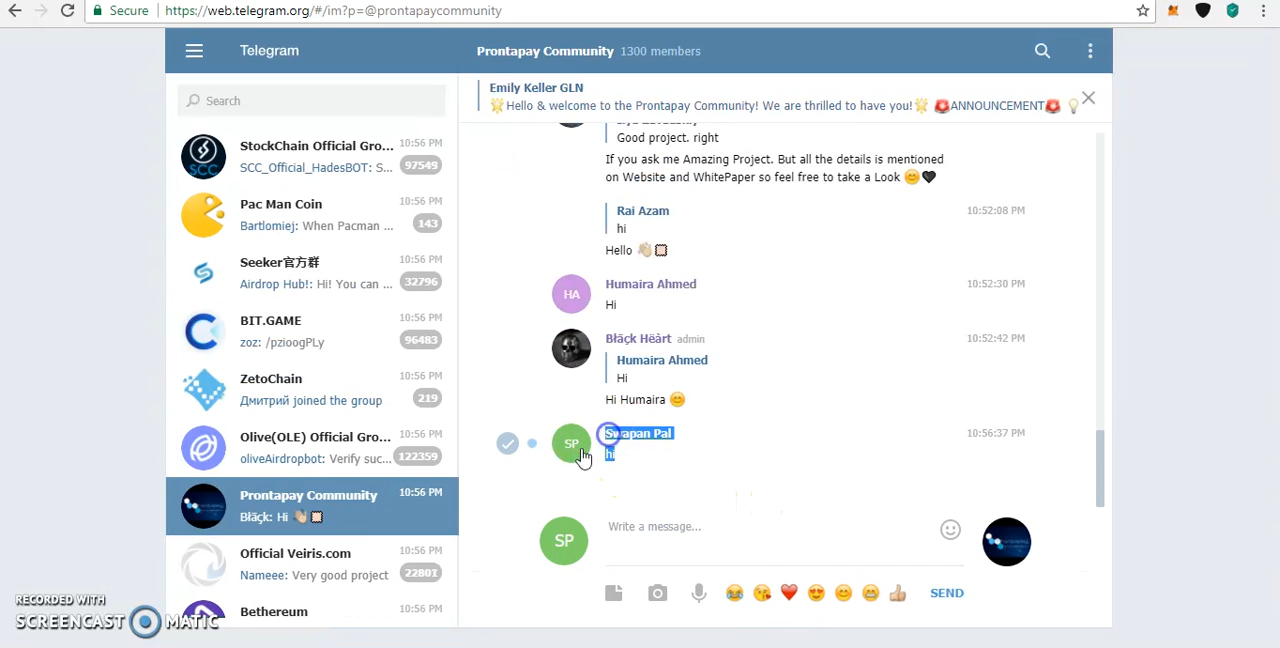 Secure https://web.telegram.org/#/im?p=@prontapaycommunity
Telegram
Prontapay Community 1300 members
Search
StockChain Official Gro... 10:56 PM
SCC_Official_HadesBOT: S... 97549
Pac Man Coin 10:56 PM
Bartlomiej: When Pacman ... 143
Seeker官方群 10:56 PM
Airdrop Hub!: Hi! You can ... 32796
BIT.GAME 10:56 PM
zoz: /pzioogPLy 96483
ZetoChain 10:56 PM
Дмитрий joined the group 219
Olive(OLE) Official Gro... 10:56 PM
oliveAirdropbot: Verify suc... 122359
Prontapay Community 10:56 PM
Błāçk: Hi 👋🏼
Official Veiris.com 10:56 PM
Nameee: Very good project 22801
Bethereum 10:56 PM
Emily Keller GLN
🌟Hello & welcome to the Prontapay Community! We are thrilled to have you!🌟 🚨ANNOUNCEMENT🚨 💡
Good project. right
If you ask me Amazing Project. But all the details is mentioned
on Website and WhitePaper so feel free to take a Look 😊🖤
Rai Azam 10:52:08 PM
hi
Hello 👋🏼
HA
Humaira Ahmed 10:52:30 PM
Hi
Błāçk Hëàrt admin 10:52:42 PM
Humaira Ahmed
Hi
Hi Humaira 😊
SP
Swapan Pal 10:56:37 PM
hi
SP
Write a message...
😂 😘 ❤️ 😍 😊 😁 👍🏼 SEND
RECORDED WITH
SCREENCAST MATIC